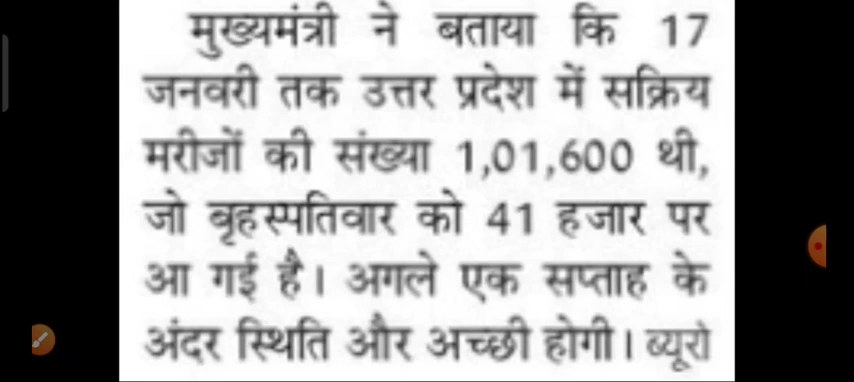 मुख्यमंत्री ने बताया कि 17
जनवरी तक उत्तर प्रदेश में सक्रिय
मरीजों की संख्या 1,01,600 थी,
जो बृहस्पतिवार को 41 हजार पर
आ गई है। अगले एक सप्ताह के
अंदर स्थिति और अच्छी होगी। ब्यूरो